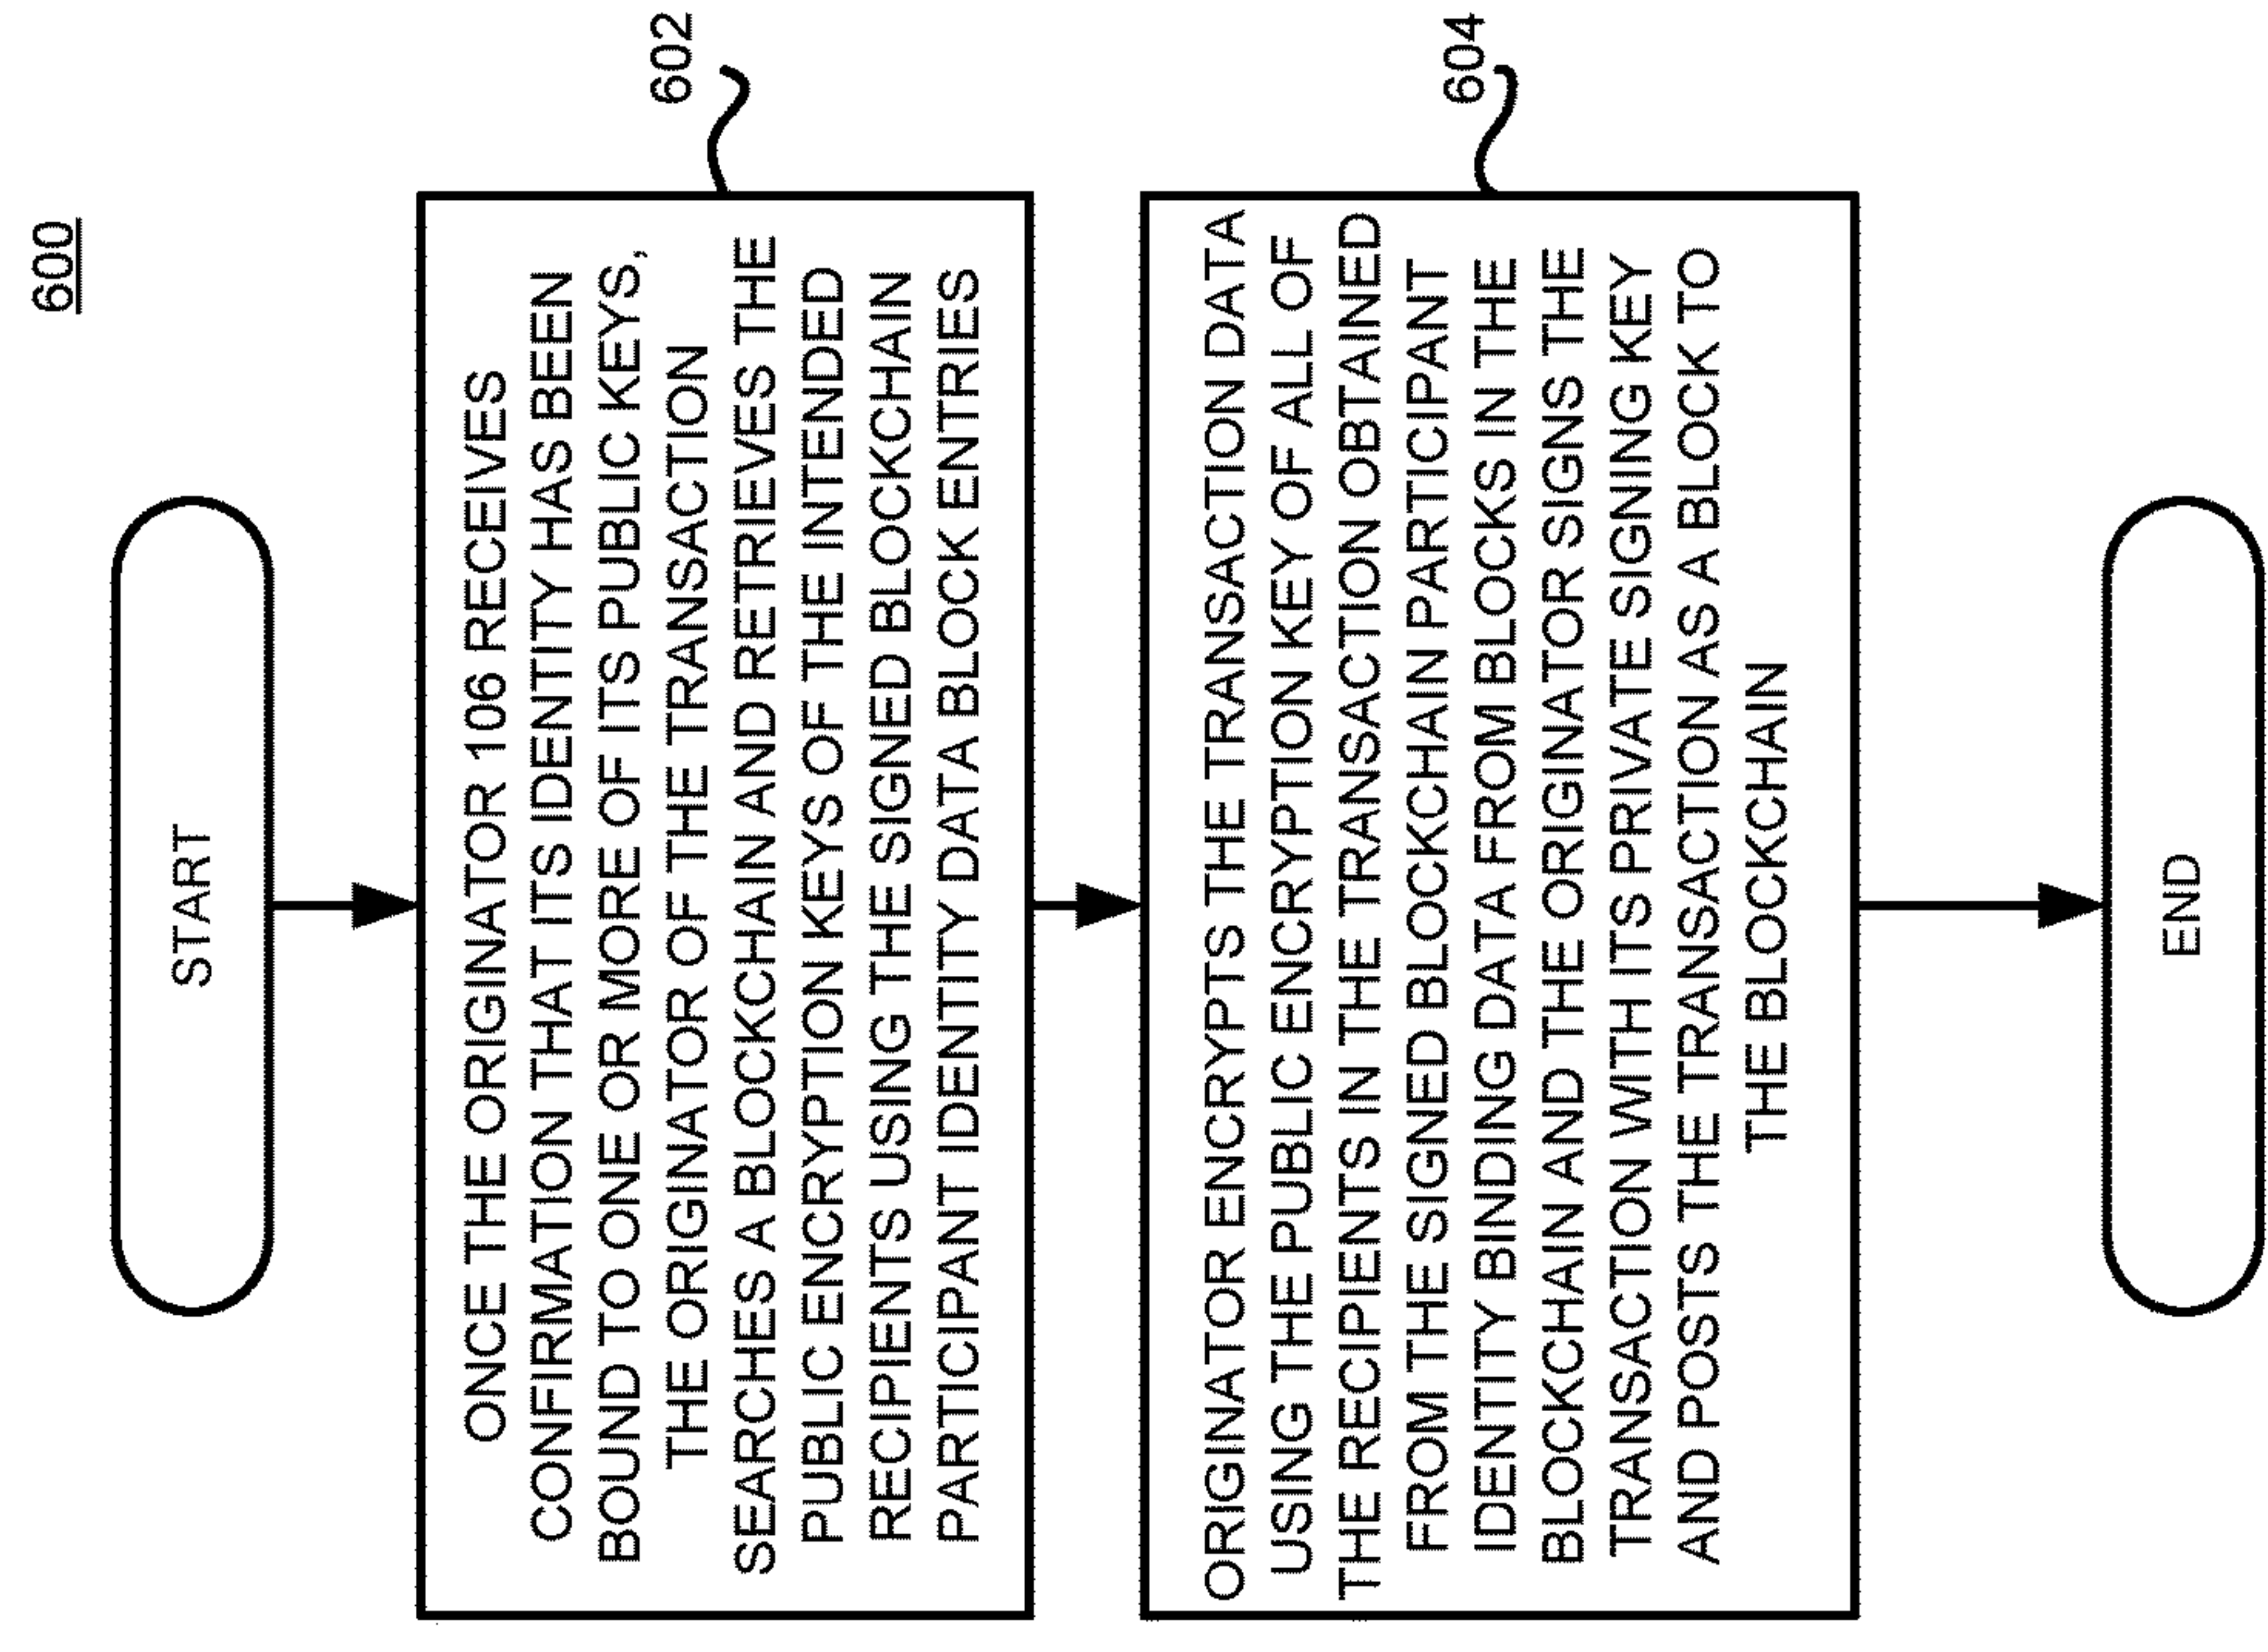 600
START
602
ONCE THE ORIGINATOR 106 RECEIVES
CONFIRMATION THAT ITS IDENTITY HAS BEEN
BOUND TO ONE OR MORE OF ITS PUBLIC KEYS,
THE ORIGINATOR OF THE TRANSACTION
SEARCHES A BLOCKCHAIN AND RETRIEVES THE
PUBLIC ENCRYPTION KEYS OF THE INTENDED
RECIPIENTS USING THE SIGNED BLOCKCHAIN
PARTICIPANT IDENTITY DATA BLOCK ENTRIES
604
ORIGINATOR ENCRYPTS THE TRANSACTION DATA
USING THE PUBLIC ENCRYPTION KEY OF ALL OF
THE RECIPIENTS IN THE TRANSACTION OBTAINED
FROM THE SIGNED BLOCKCHAIN PARTICIPANT
IDENTITY BINDING DATA FROM BLOCKS IN THE
BLOCKCHAIN AND THE ORIGINATOR SIGNS THE
TRANSACTION WITH ITS PRIVATE SIGNING KEY
AND POSTS THE TRANSACTION AS A BLOCK TO
THE BLOCKCHAIN
END